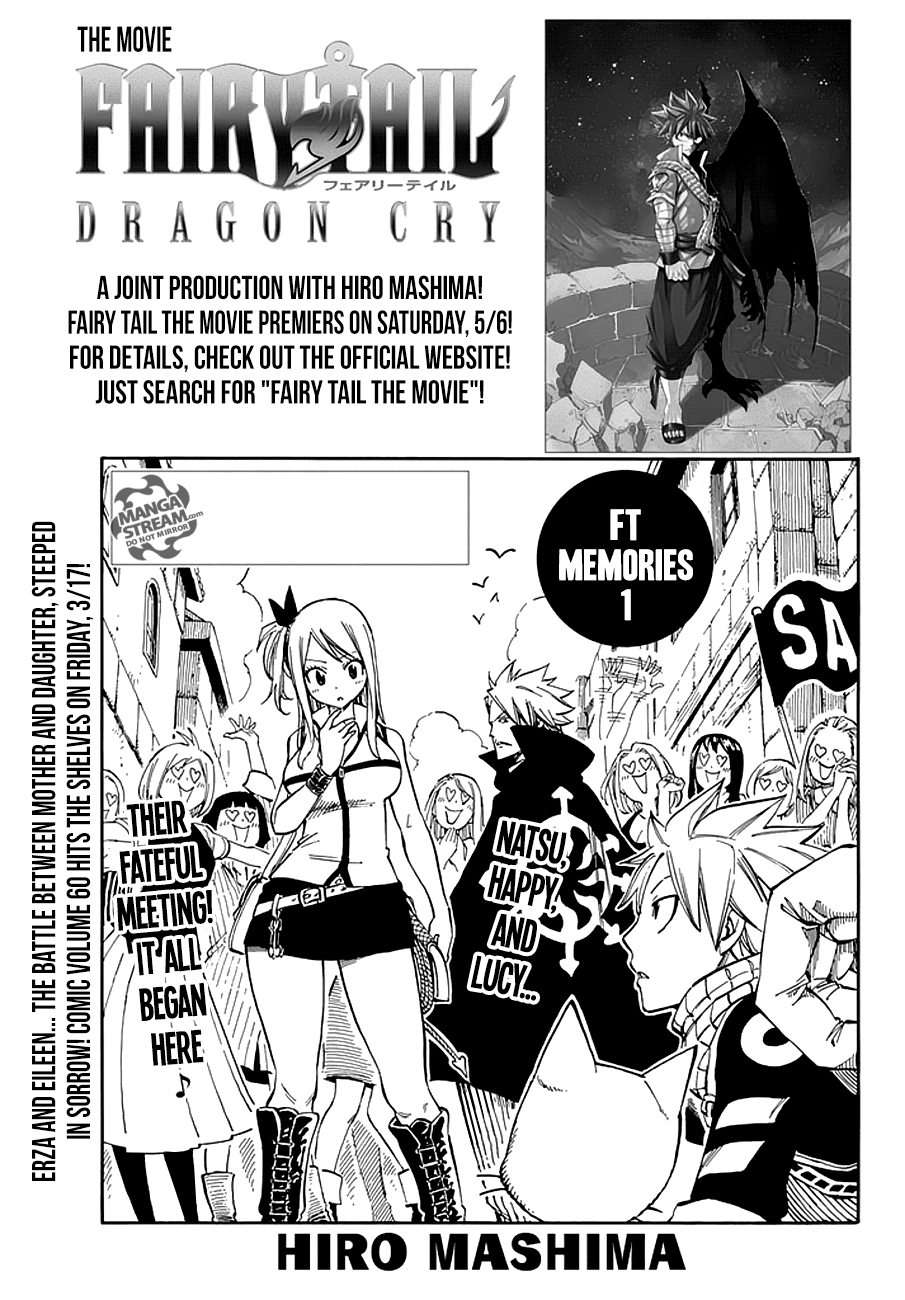 THE MOVIE
FAIRY TAIL
フェアリーテイル
DRAGON CRY
A JOINT PRODUCTION WITH HIRO MASHIMA!
FAIRY TAIL THE MOVIE PREMIERS ON SATURDAY, 5/6!
FOR DETAILS, CHECK OUT THE OFFICIAL WEBSITE!
JUST SEARCH FOR "FAIRY TAIL THE MOVIE"!
ERZA AND EILEEN... THE BATTLE BETWEEN MOTHER AND DAUGHTER, STEEPED
IN SORROW! COMIC VOLUME 60 HITS THE SHELVES ON FRIDAY, 3/17!
MANGA
STREAM.com
DO NOT MIRROR
FT
MEMORIES
1
SA
THEIR
FATEFUL
MEETING!
IT ALL
BEGAN
HERE
♪
NATSU,
HAPPY,
AND
LUCY...
HIRO MASHIMA